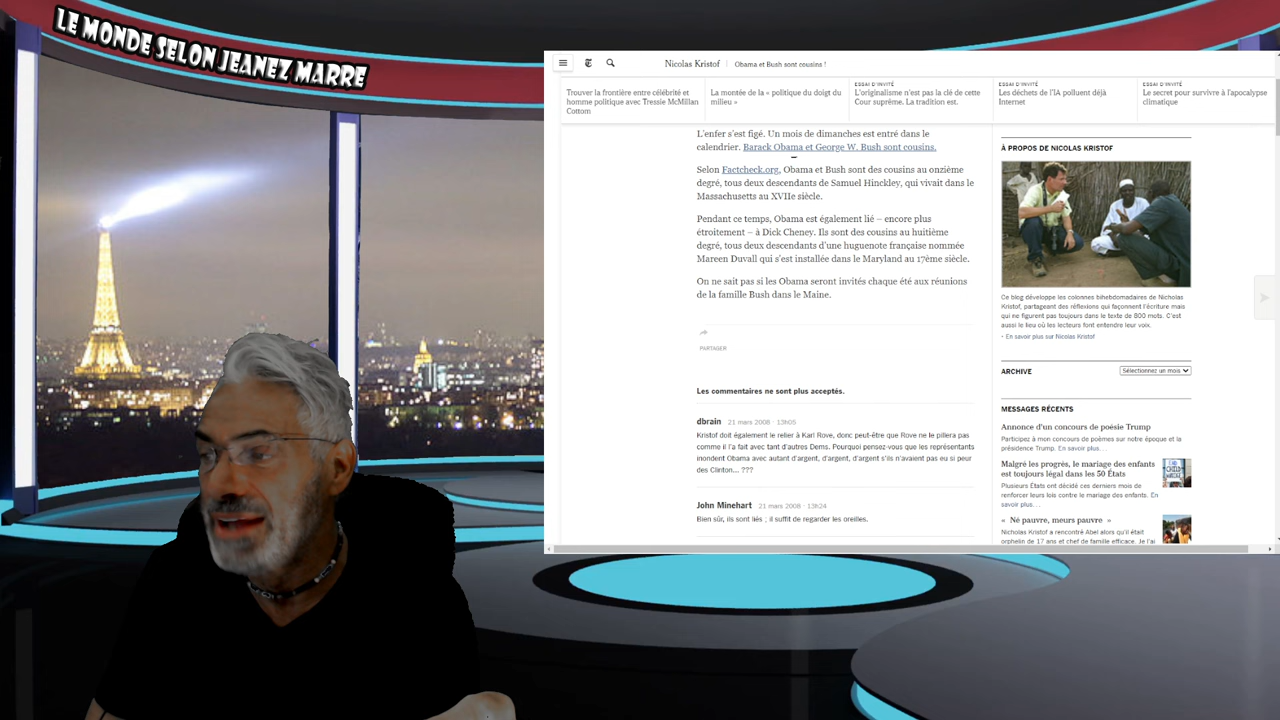 LE MONDE SELON JEANEZ MARRE
Nicolas Kristof | Obama et Bush sont cousins !
Trouver la frontière entre célébrité et
homme politique avec Tressie McMillan
Cottom
La montée de la « politique du doigt du
milieu »
ESSAI D'INVITÉ
L'originalisme n'est pas la clé de cette
Cour suprême. La tradition est.
ESSAI D'INVITÉ
Les déchets de l'IA polluent déjà
Internet
ESSAI D'INVITÉ
Le secret pour survivre à l'apocalypse
climatique
L'enfer s'est figé. Un mois de dimanches est entré dans le
calendrier. Barack Obama et George W. Bush sont cousins.
Selon Factcheck.org, Obama et Bush sont des cousins au onzième
degré, tous deux descendants de Samuel Hinckley, qui vivait dans le
Massachusetts au XVIIe siècle.
Pendant ce temps, Obama est également lié – encore plus
étroitement – à Dick Cheney. Ils sont des cousins au huitième
degré, tous deux descendants d'une huguenote française nommée
Mareen Duvall qui s'est installée dans le Maryland au 17ème siècle.
On ne sait pas si les Obama seront invités chaque été aux réunions
de la famille Bush dans le Maine.
PARTAGER
Les commentaires ne sont plus acceptés.
dbrain 21 mars 2008 · 13h05
Kristof doit également le relier à Karl Rove, donc peut-être que Rove ne le pillera pas
comme il l'a fait avec tant d'autres Dems. Pourquoi pensez-vous que les représentants
inondent Obama avec autant d'argent, d'argent, d'argent s'ils n'avaient pas eu si peur
des Clinton... ???
John Minehart 21 mars 2008 · 13h24
Bien sûr, ils sont liés ; il suffit de regarder les oreilles.
À PROPOS DE NICOLAS KRISTOF
Ce blog développe les colonnes bihebdomadaires de Nicholas
Kristof, partageant des réflexions qui façonnent l'écriture mais
qui ne figurent pas toujours dans le texte de 800 mots. C'est
aussi le lieu où les lecteurs font entendre leur voix.
• En savoir plus sur Nicolas Kristof
ARCHIVE Sélectionnez un mois
MESSAGES RÉCENTS
Annonce d'un concours de poésie Trump
Participez à mon concours de poèmes sur notre époque et la
présidence Trump. En savoir plus…
Malgré les progrès, le mariage des enfants
est toujours légal dans les 50 États
Plusieurs États ont décidé ces derniers mois de
renforcer leurs lois contre le mariage des enfants. En
savoir plus…
« Né pauvre, meurs pauvre »
Nicholas Kristof a rencontré Abel alors qu'il était
orphelin de 17 ans et chef de famille efficace. Je l'ai